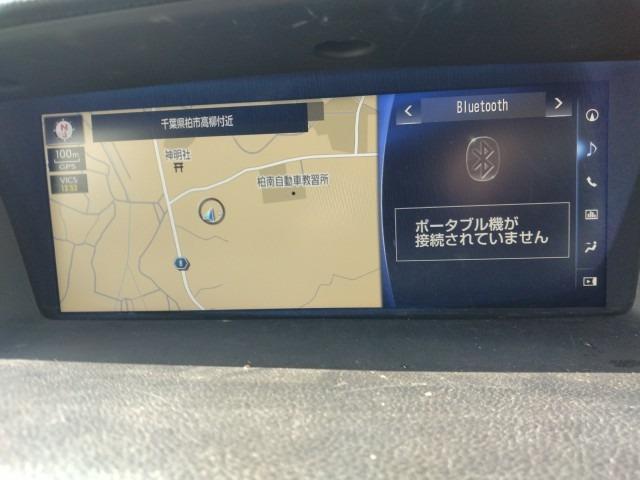 千葉県柏市高柳付近
N
100m
GPS
VICS
神明社
柏南自動車教習所
8
Bluetooth
ポータブル機が
接続されていません